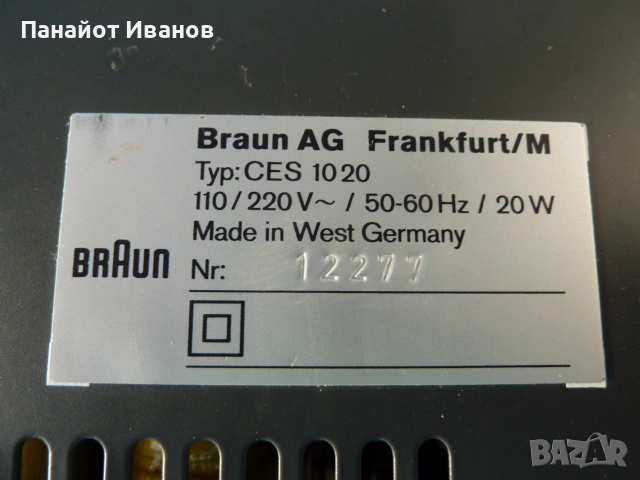 Панайот Иванов
Braun AG Frankfurt/M
Typ: CES 1020
110 / 220 V ~ / 50-60 Hz / 20 W
Made in West Germany
BRAUN
Nr: 12277
BAZAR